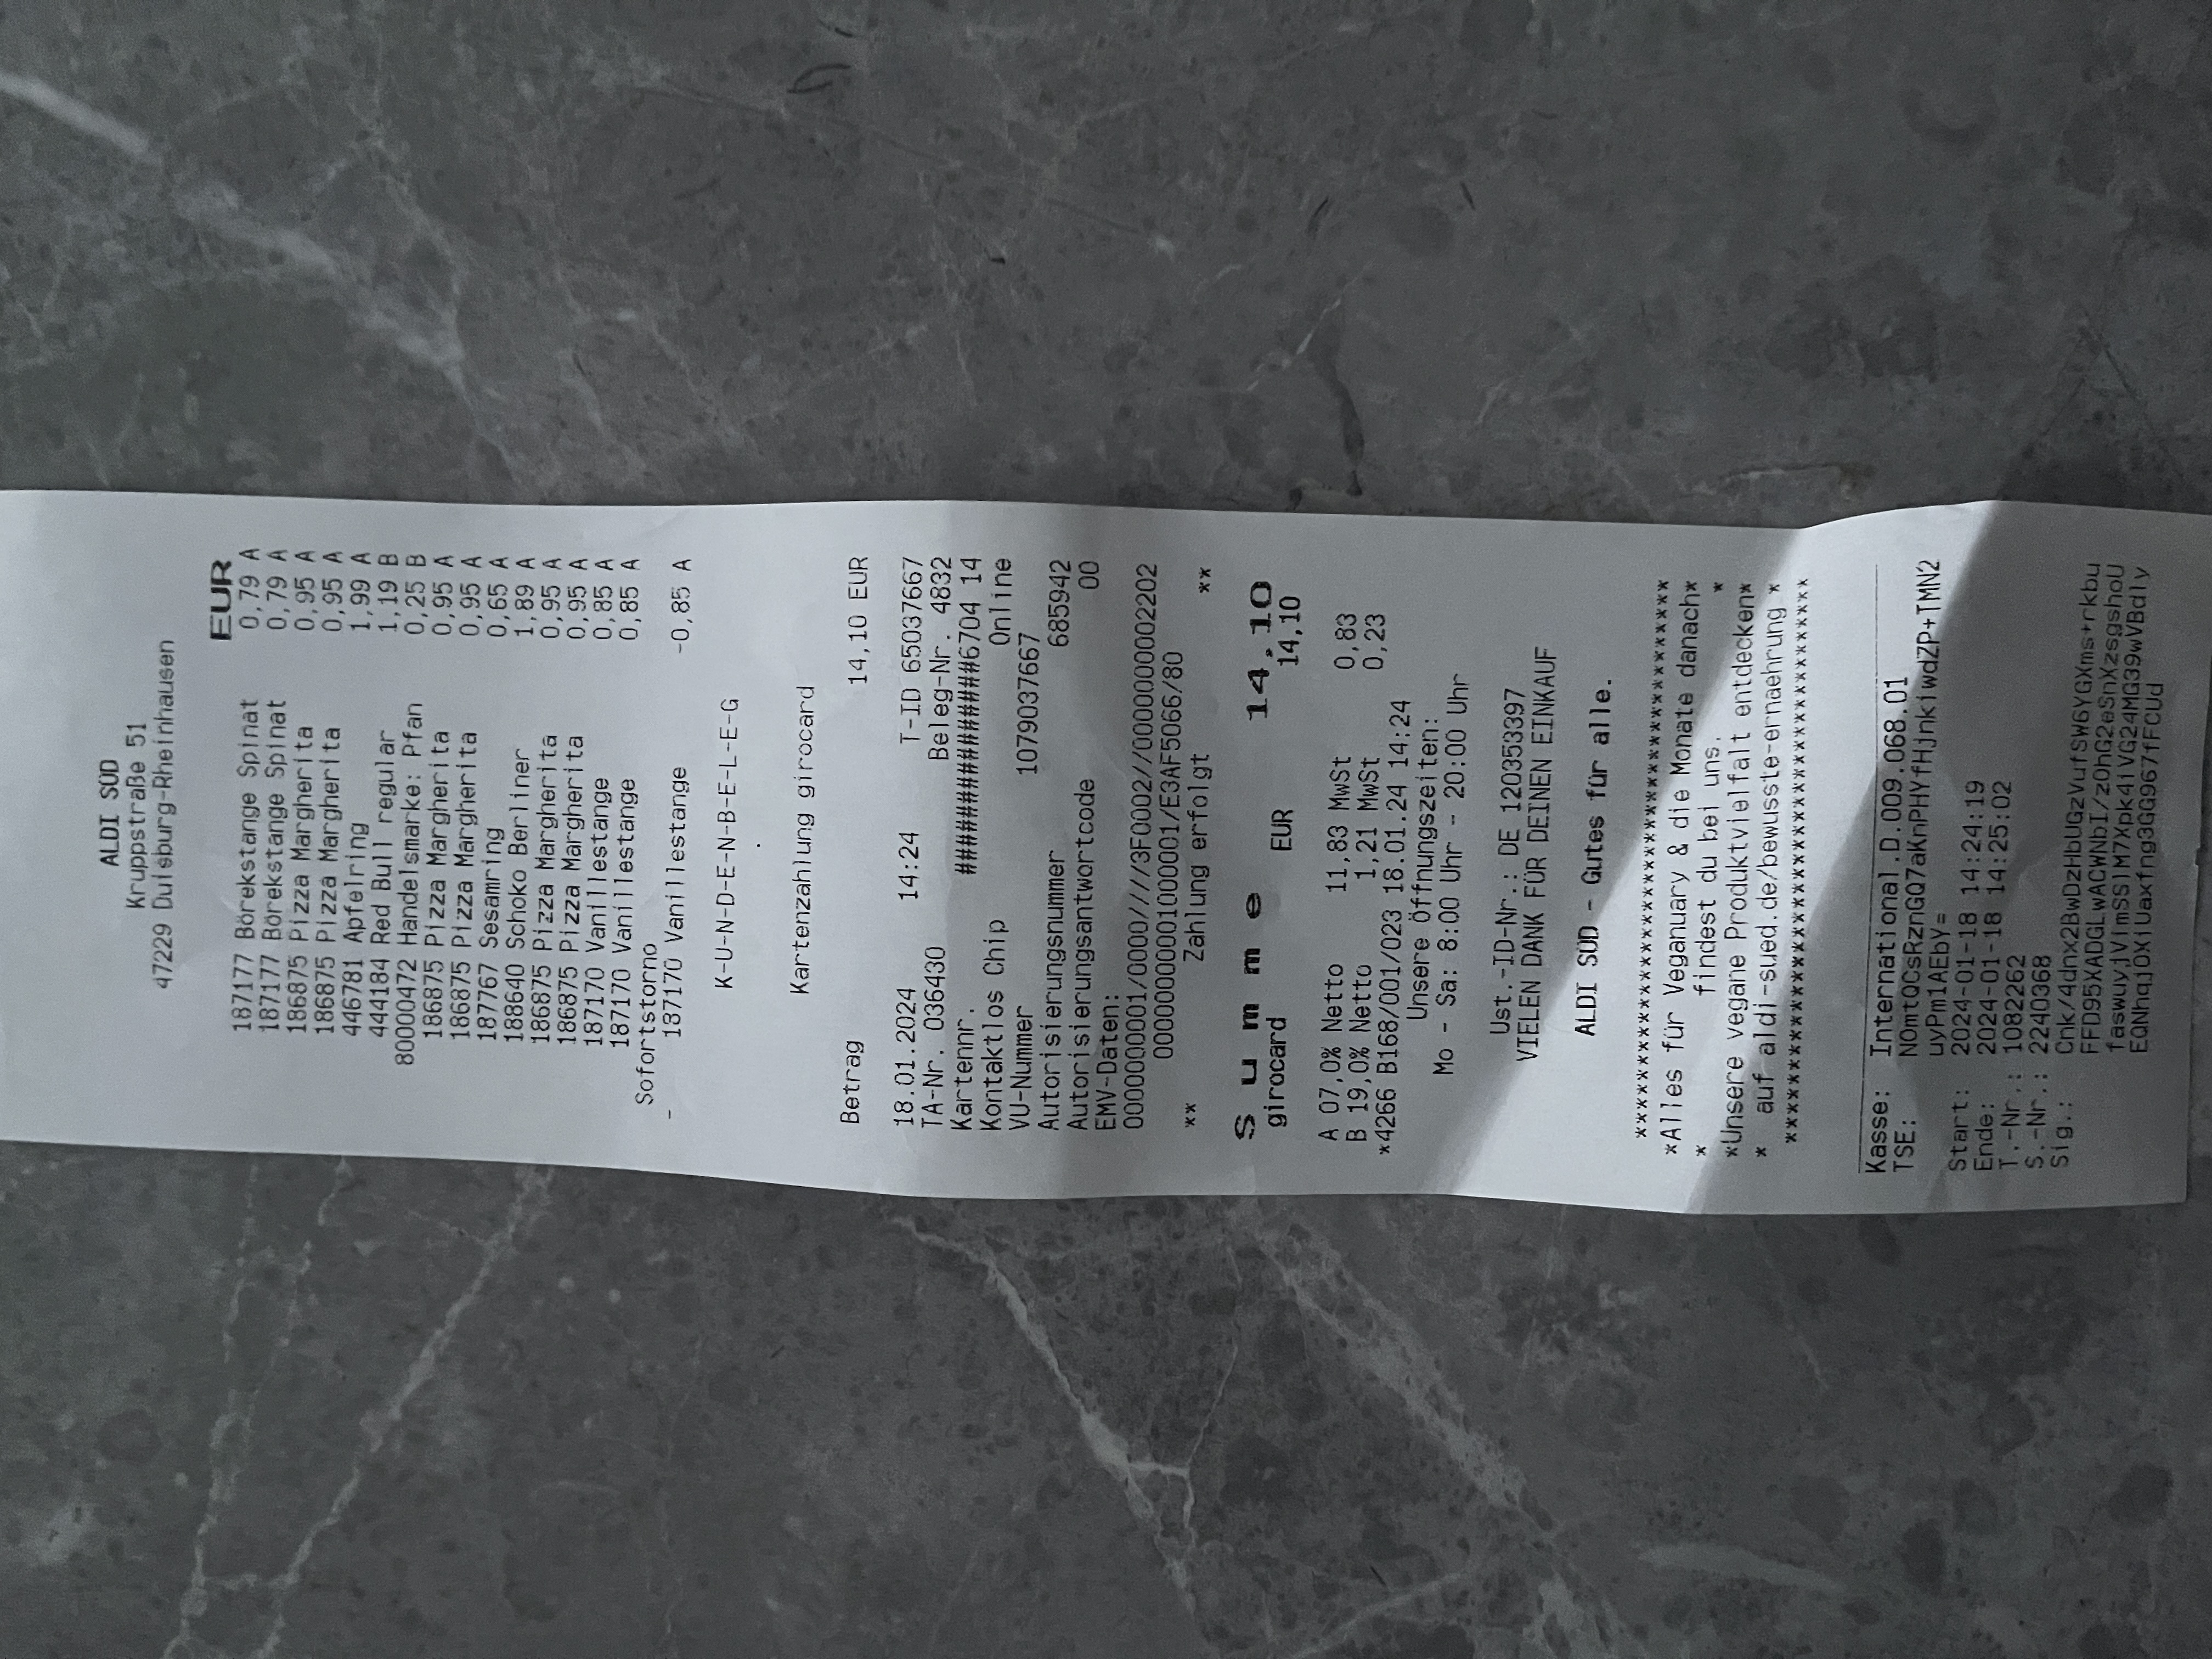 ALDI SÜD
Kruppstraße 51
47229 Duisburg-Rheinhausen
EUR
187177 Börekstange Spinat 0,79 A
187177 Börekstange Spinat 0,79 A
186875 Pizza Margherita 0,95 A
186875 Pizza Margherita 0,95 A
446781 Apfelring 1,99 A
444184 Red Bull regular 1,19 B
80000472 Handelsmarke: Pfan 0,25 B
186875 Pizza Margherita 0,95 A
186875 Pizza Margherita 0,95 A
187767 Sesamring 0,65 A
188640 Schoko Berliner 1,89 A
186875 Pizza Margherita 0,95 A
186875 Pizza Margherita 0,95 A
187170 Vanillestange 0,85 A
187170 Vanillestange 0,85 A
Sofortstorno
- 187170 Vanillestange -0,85 A
K-U-N-D-E-N-B-E-L-E-G
.
Kartenzahlung girocard
Betrag 14,10 EUR
18.01.2024 14:24 T-ID 65037667
TA-Nr. 036430 Beleg-Nr. 4832
Kartennr. ###############6704 14
Kontaktlos Chip Online
VU-Nummer 1079037667
Autorisierungsnummer 685942
Autorisierungsantwortcode 00
EMV-Daten:
0000000001/0000////3F0002//0000000002202
00000000001000001/E3AF5066/80
** Zahlung erfolgt **
Summe 14,10
girocard EUR 14,10
A 07,0% Netto 11,83 MwSt 0,83
B 19,0% Netto 1,21 MwSt 0,23
*4266 B168/001/023 18.01.24 14:24
Unsere Öffnungszeiten:
Mo - Sa: 8:00 Uhr - 20:00 Uhr
Ust.-ID-Nr.: DE 120353397
VIELEN DANK FÜR DEINEN EINKAUF
ALDI SÜD - Gutes für alle.
***************************************
*Alles für Veganuary & die Monate danach*
* findest du bei uns. *
*Unsere vegane Produktvielfalt entdecken*
* auf aldi-sued.de/bewusste-ernaehrung *
***************************************
Kasse: International.D.009.068.01
TSE: NOmtQCsRznGQ7aKnPHYfHjnkiwdZP+TMN2
uyPm1AEbY=
Start: 2024-01-18 14:24:19
Ende: 2024-01-18 14:25:02
T.-Nr.: 1082262
S.-Nr.: 2240368
Sig.: Cnk/4dnx2BwDzHbUGzVufSW6YGXms+rkbu
FFD95XADGLwACWNbI/zOhG2eSnXzsgshoU
faswuyjVImSSlM7Xpk4iVG24MG39wVBdly
EQNhqjOXiUaxfng3GG967fFCUd